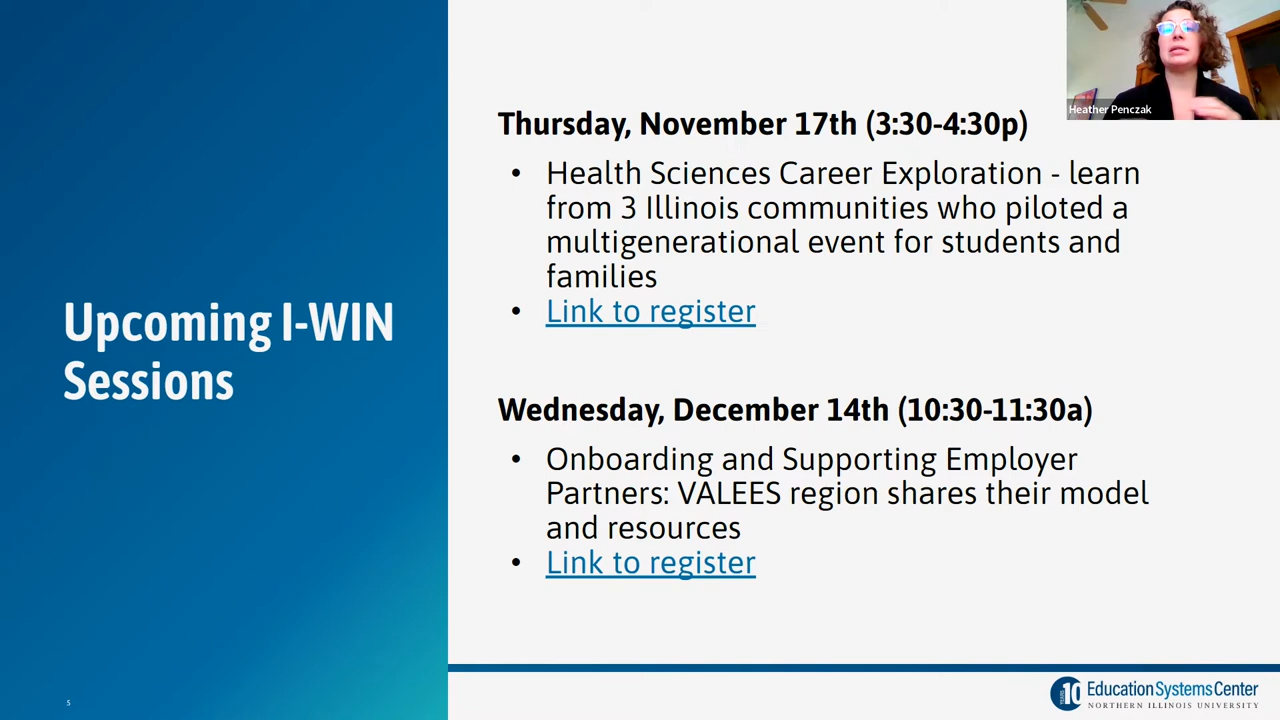 Heather Penczak
Upcoming I-WIN
Sessions
Thursday, November 17th (3:30-4:30p)
• Health Sciences Career Exploration - learn
from 3 Illinois communities who piloted a
multigenerational event for students and
families
• Link to register
Wednesday, December 14th (10:30-11:30a)
• Onboarding and Supporting Employer
Partners: VALEES region shares their model
and resources
• Link to register
5
YEARS 10
Education Systems Center
NORTHERN ILLINOIS UNIVERSITY